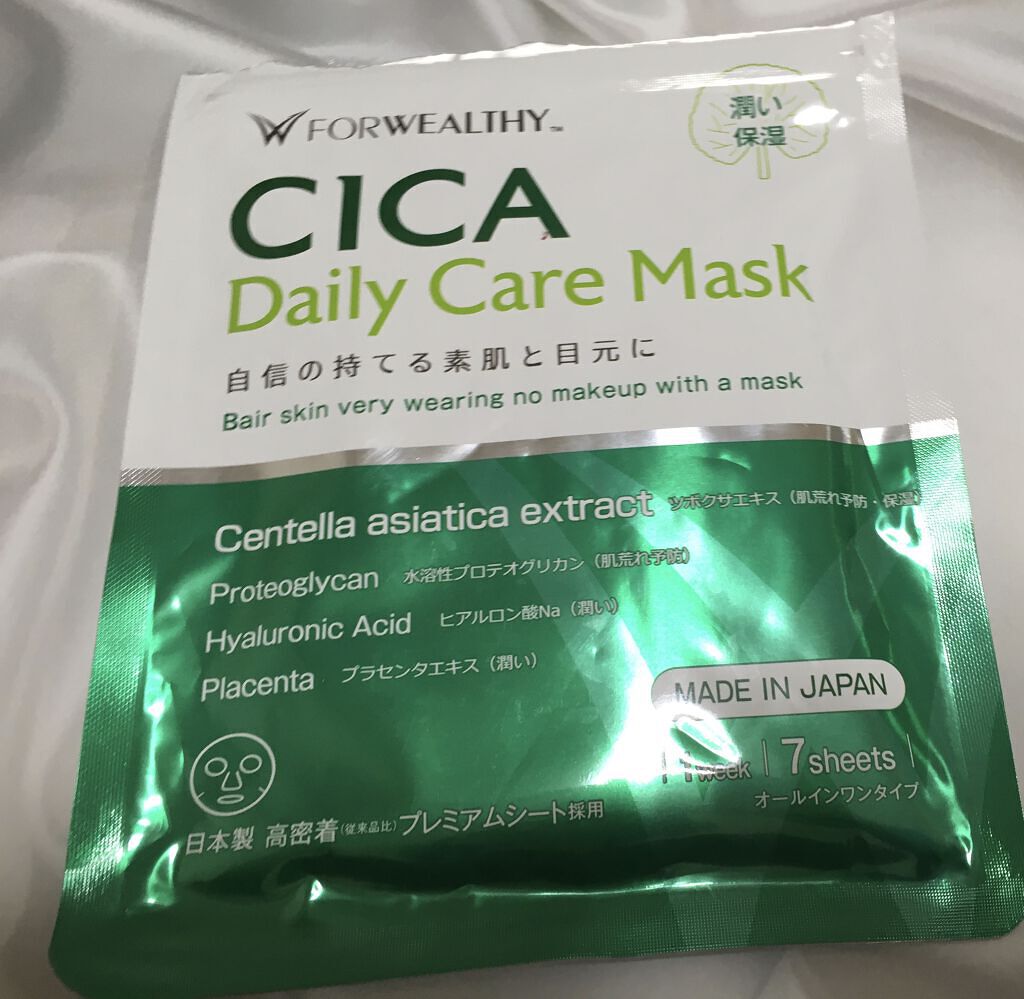 FORWEALTHY™
潤い
保湿
CICA
Daily Care Mask
自信の持てる素肌と目元に
Bair skin very wearing no makeup with a mask
Centella asiatica extract ツボクサエキス（肌荒れ予防・保湿）
Proteoglycan 水溶性プロテオグリカン（肌荒れ予防）
Hyaluronic Acid ヒアルロン酸Na（潤い）
Placenta プラセンタエキス（潤い）
MADE IN JAPAN
1week | 7sheets
オールインワンタイプ
日本製 高密着(従来品比)プレミアムシート採用